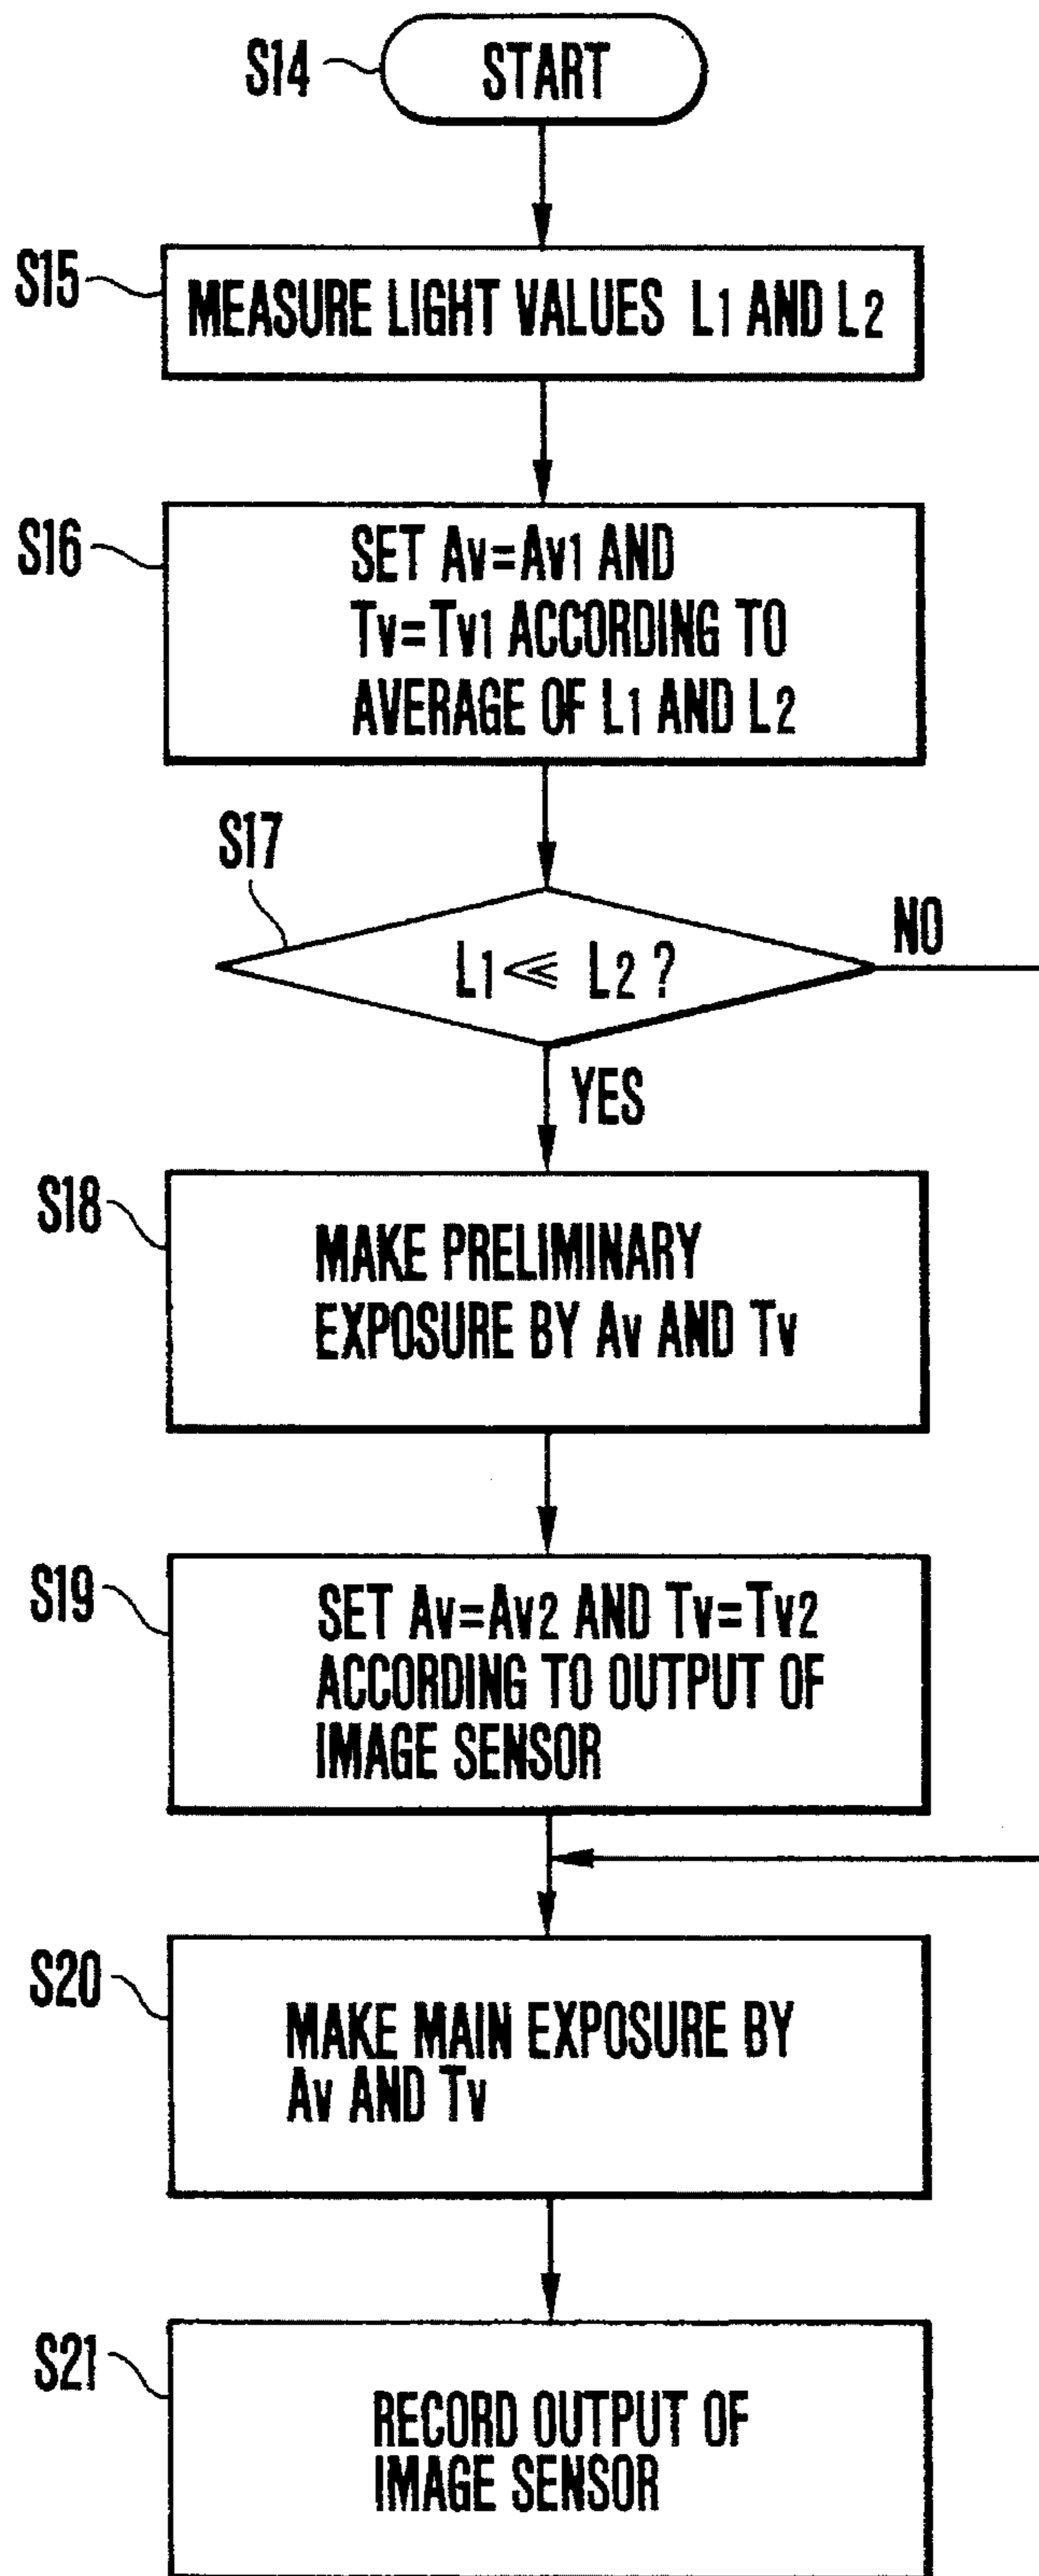 S14
START
S15
MEASURE LIGHT VALUES L1 AND L2
S16
SET Av=Av1 AND
Tv=Tv1 ACCORDING TO
AVERAGE OF L1 AND L2
S17
L1≪ L2 ?
NO
YES
S18
MAKE PRELIMINARY
EXPOSURE BY Av AND Tv
S19
SET Av=Av2 AND Tv=Tv2
ACCORDING TO OUTPUT OF
IMAGE SENSOR
S20
MAKE MAIN EXPOSURE BY
Av AND Tv
S21
RECORD OUTPUT OF
IMAGE SENSOR